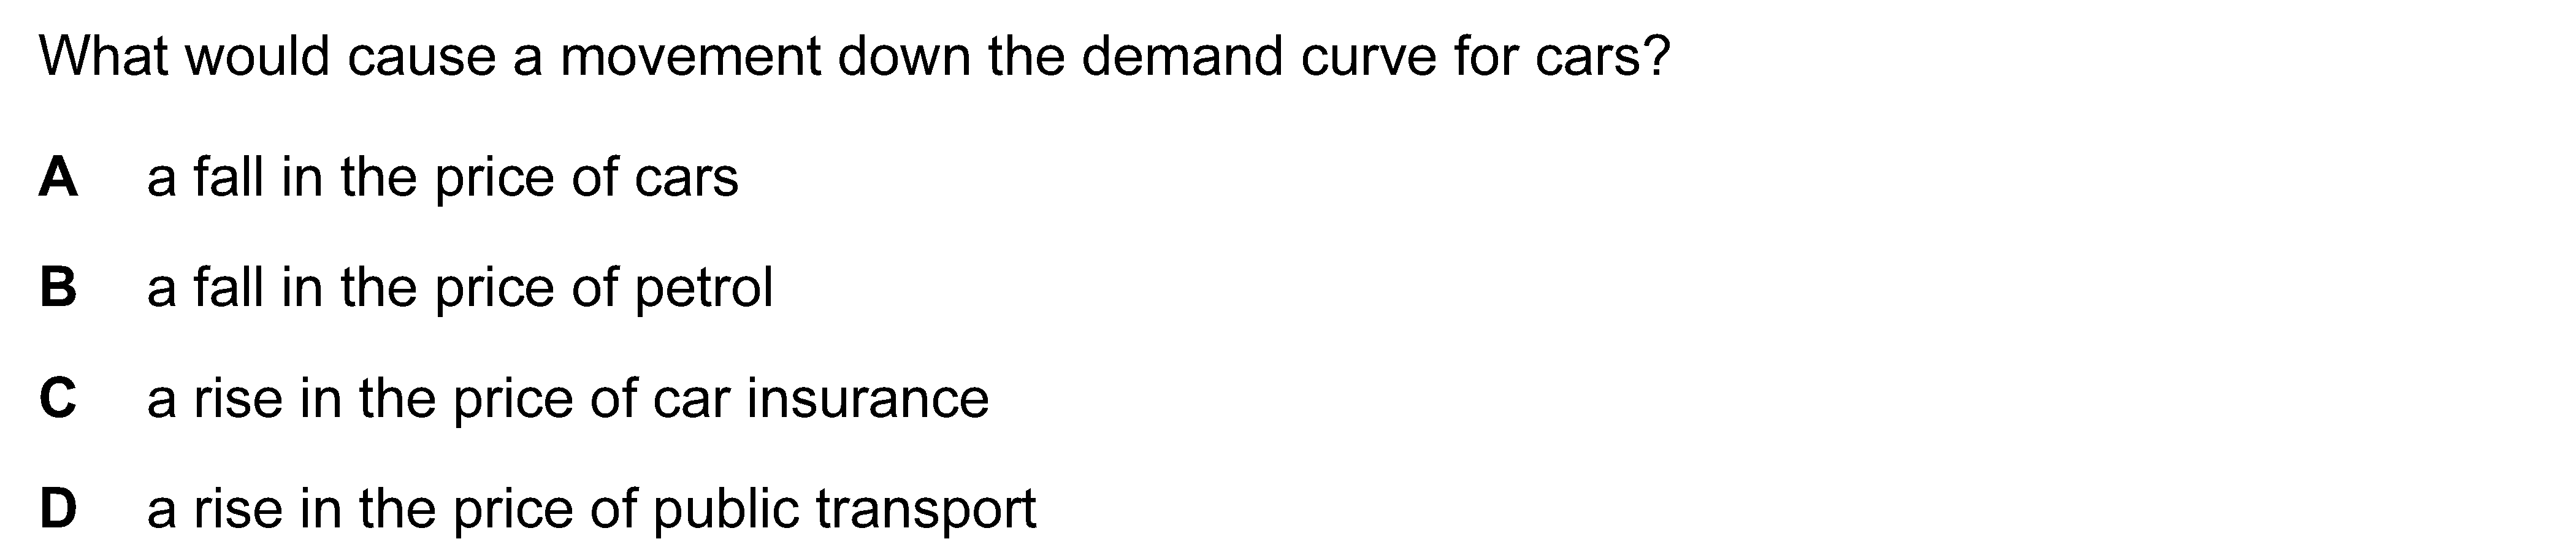 What would cause a movement down the demand curve for cars?
A a fall in the price of cars
B a fall in the price of petrol
C a rise in the price of car insurance
D a rise in the price of public transport